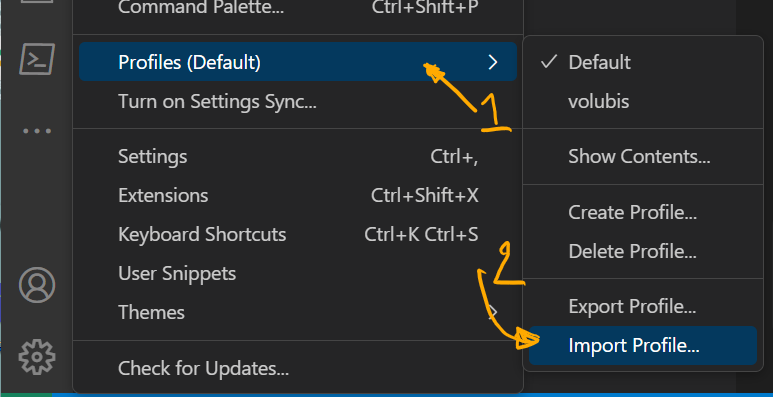 Command Palette... Ctrl+Shift+P
Profiles (Default)
Turn on Settings Sync...
Settings Ctrl+,
Extensions Ctrl+Shift+X
Keyboard Shortcuts Ctrl+K Ctrl+S
User Snippets
Themes
Check for Updates...
1
2
Default
volubis
Show Contents...
Create Profile...
Delete Profile...
Export Profile...
Import Profile...